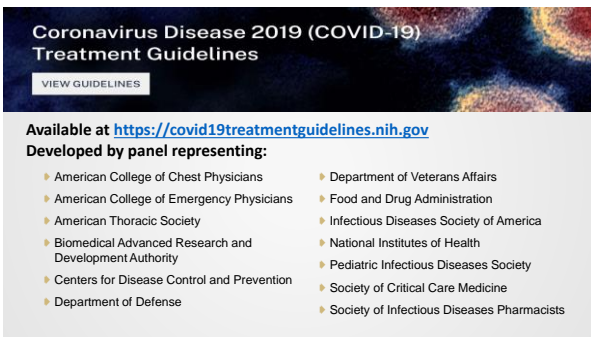 Coronavirus Disease 2019 (COVID-19)
Treatment Guidelines
VIEW GUIDELINES
Available at https://covid19treatmentguidelines.nih.gov
Developed by panel representing:
American College of Chest Physicians
American College of Emergency Physicians
American Thoracic Society
Biomedical Advanced Research and
Development Authority
Centers for Disease Control and Prevention
Department of Defense
Department of Veterans Affairs
Food and Drug Administration
Infectious Diseases Society of America
National Institutes of Health
Pediatric Infectious Diseases Society
Society of Critical Care Medicine
Society of Infectious Diseases Pharmacists